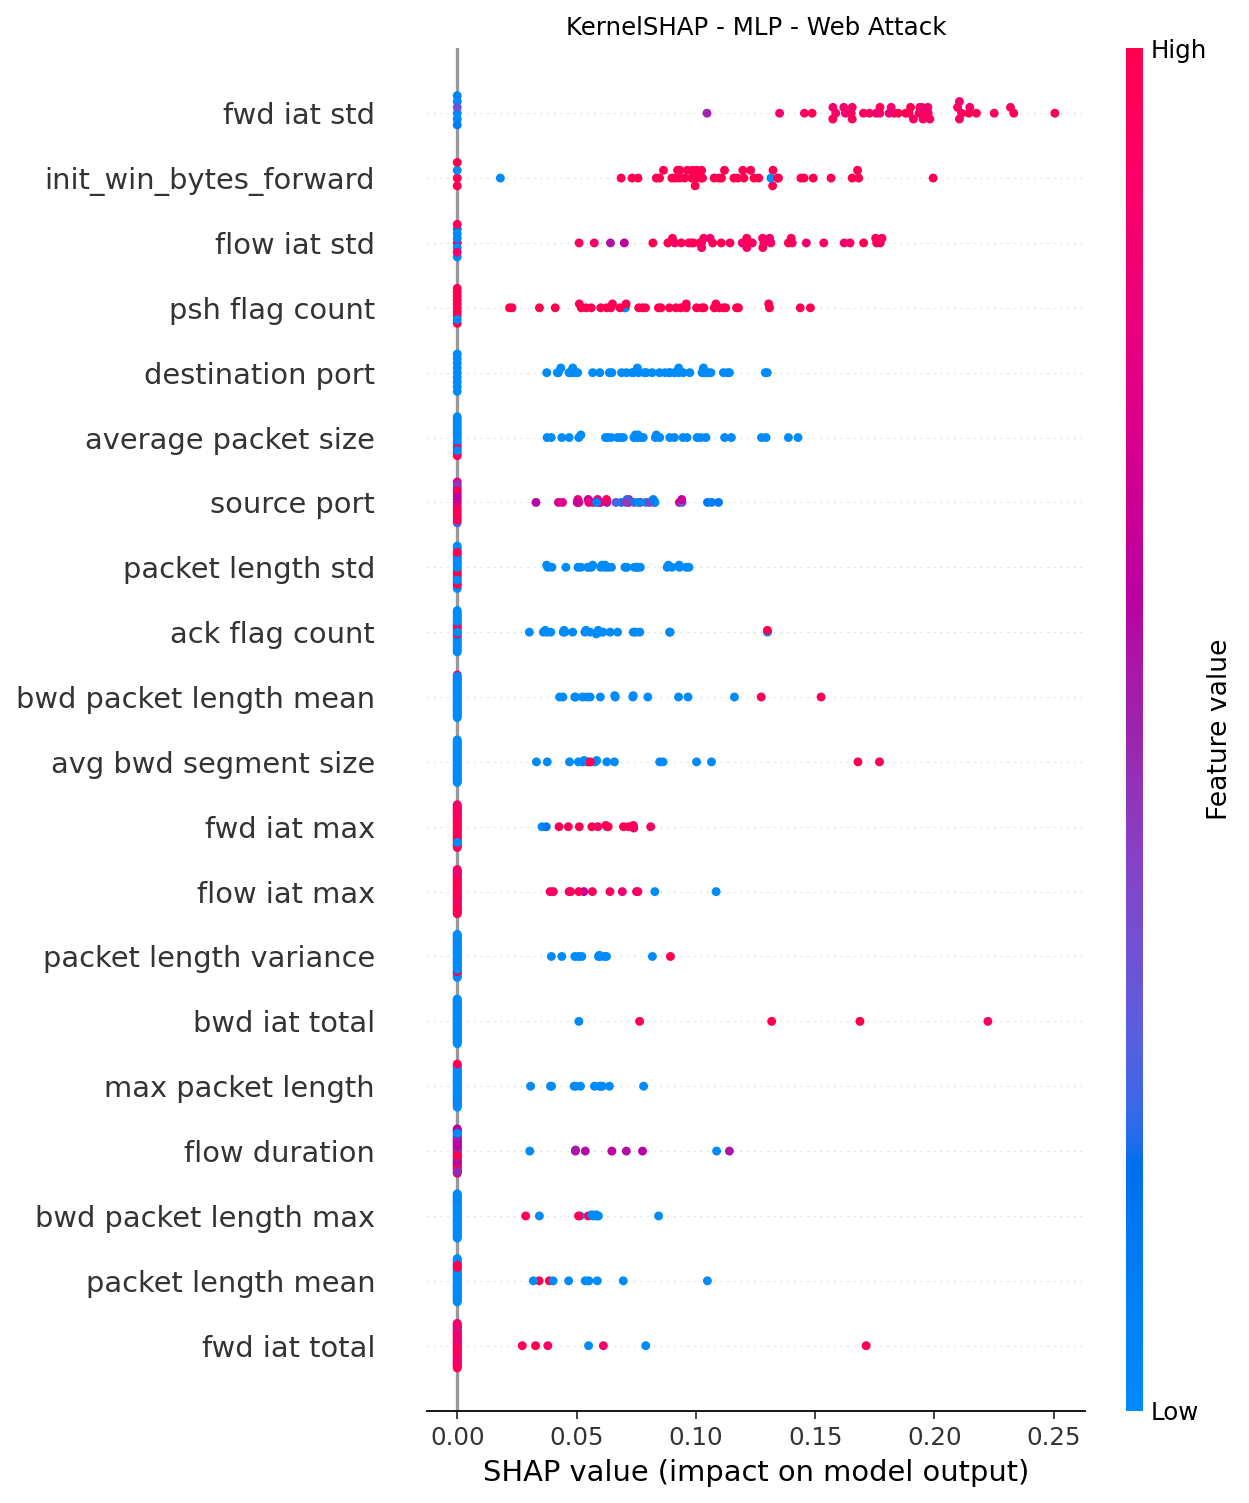 KernelSHAP - MLP - Web Attack
High
fwd iat std
init_win_bytes_forward
flow iat std
psh flag count
destination port
average packet size
source port
packet length std
ack flag count
bwd packet length mean
avg bwd segment size
fwd iat max
flow iat max
packet length variance
bwd iat total
max packet length
flow duration
bwd packet length max
packet length mean
fwd iat total
Feature value
Low
0.00 0.05 0.10 0.15 0.20 0.25
SHAP value (impact on model output)